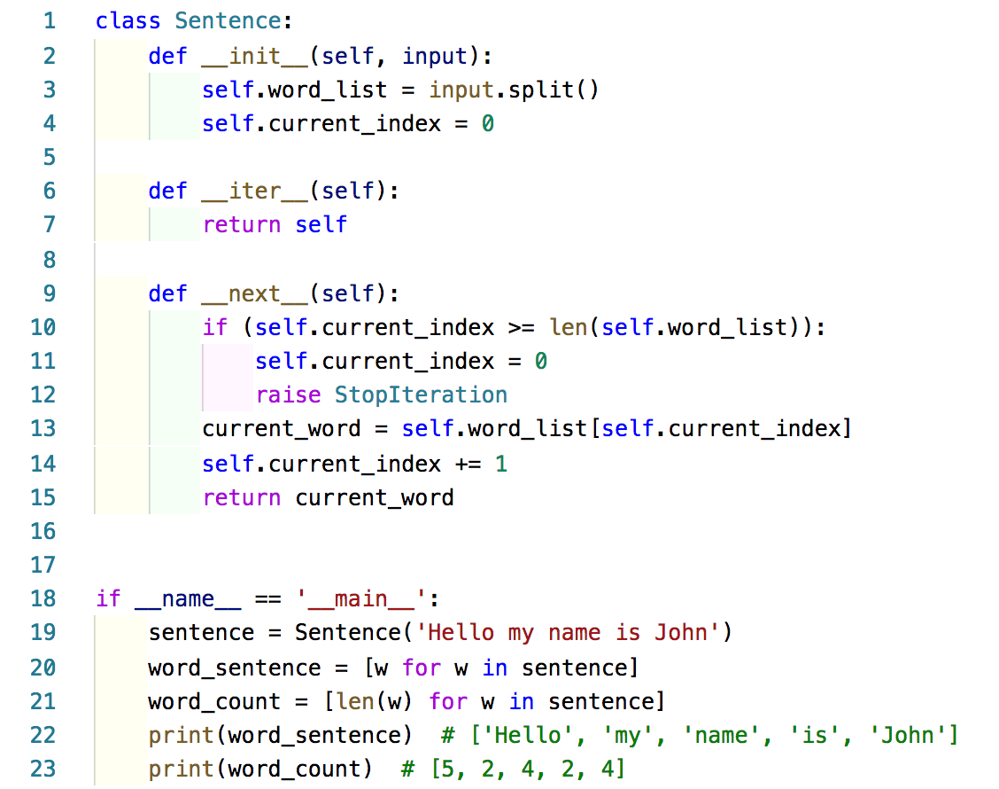 1 class Sentence:
2     def __init__(self, input):
3         self.word_list = input.split()
4         self.current_index = 0
5
6     def __iter__(self):
7         return self
8
9     def __next__(self):
10         if (self.current_index >= len(self.word_list)):
11             self.current_index = 0
12             raise StopIteration
13         current_word = self.word_list[self.current_index]
14         self.current_index += 1
15         return current_word
16
17
18 if __name__ == '__main__':
19     sentence = Sentence('Hello my name is John')
20     word_sentence = [w for w in sentence]
21     word_count = [len(w) for w in sentence]
22     print(word_sentence)  # ['Hello', 'my', 'name', 'is', 'John']
23     print(word_count)  # [5, 2, 4, 2, 4]